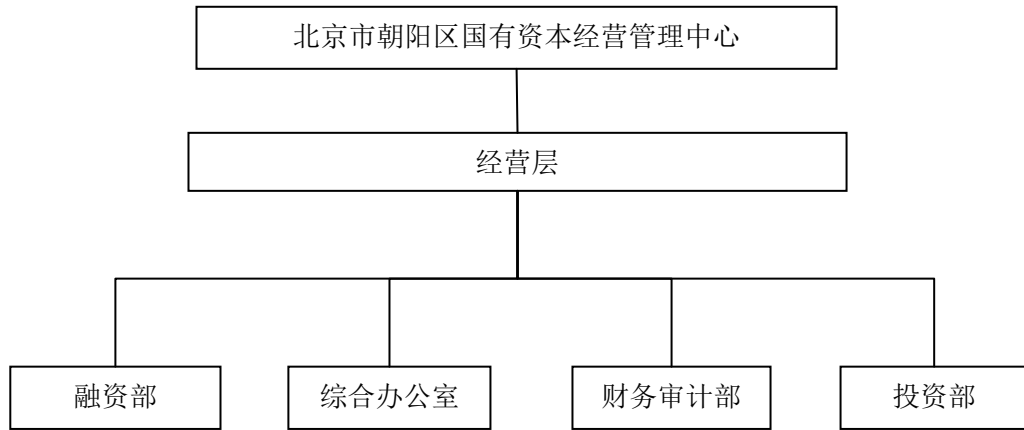 北京市朝阳区国有资本经营管理中心
经营层
融资部
综合办公室
财务审计部
投资部